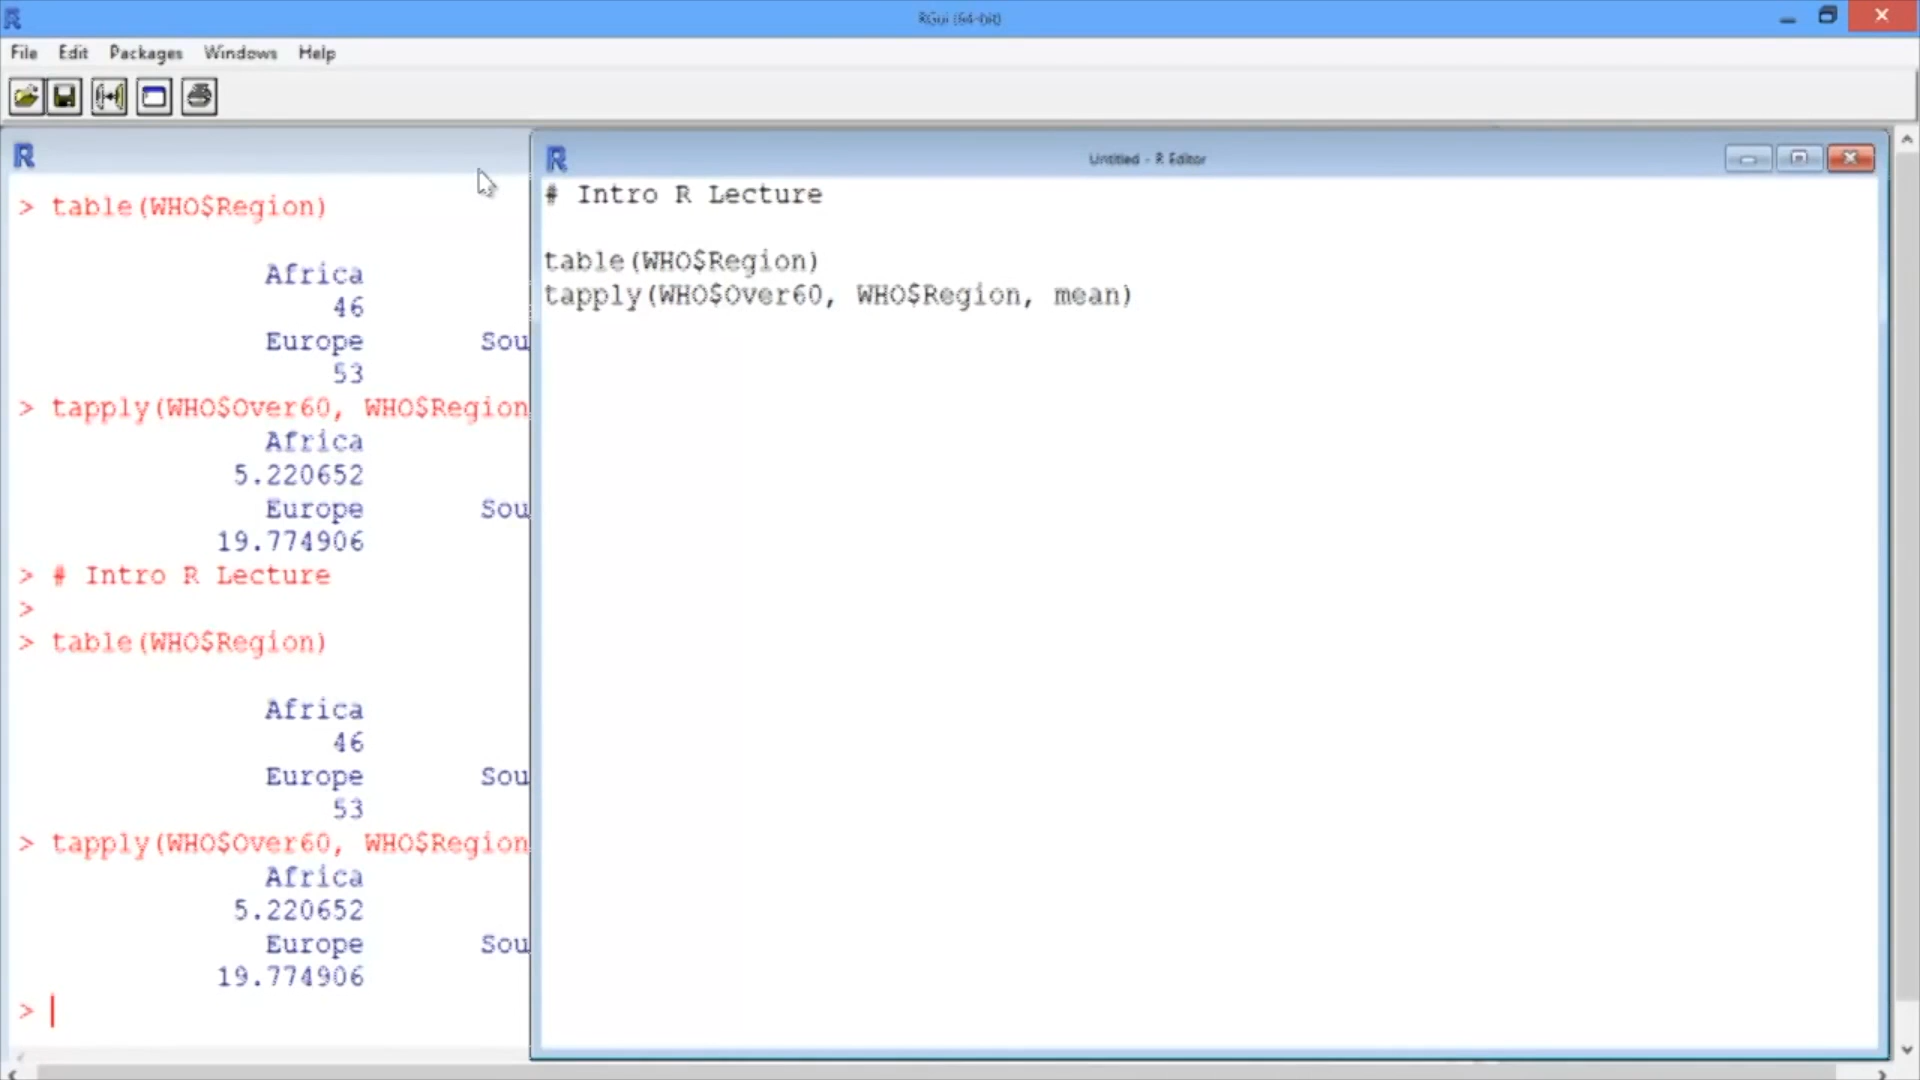 RGui (64-bit)
File Edit Packages Windows Help
> table(WHO$Region)
Africa
46
Europe Sou
53
> tapply(WHO$Over60, WHO$Region
Africa
5.220652
Europe Sou
19.774906
> # Intro R Lecture
>
> table(WHO$Region)
Africa
46
Europe Sou
53
> tapply(WHO$Over60, WHO$Region
Africa
5.220652
Europe Sou
19.774906
>
Untitled - R Editor
# Intro R Lecture
table(WHO$Region)
tapply(WHO$Over60, WHO$Region, mean)